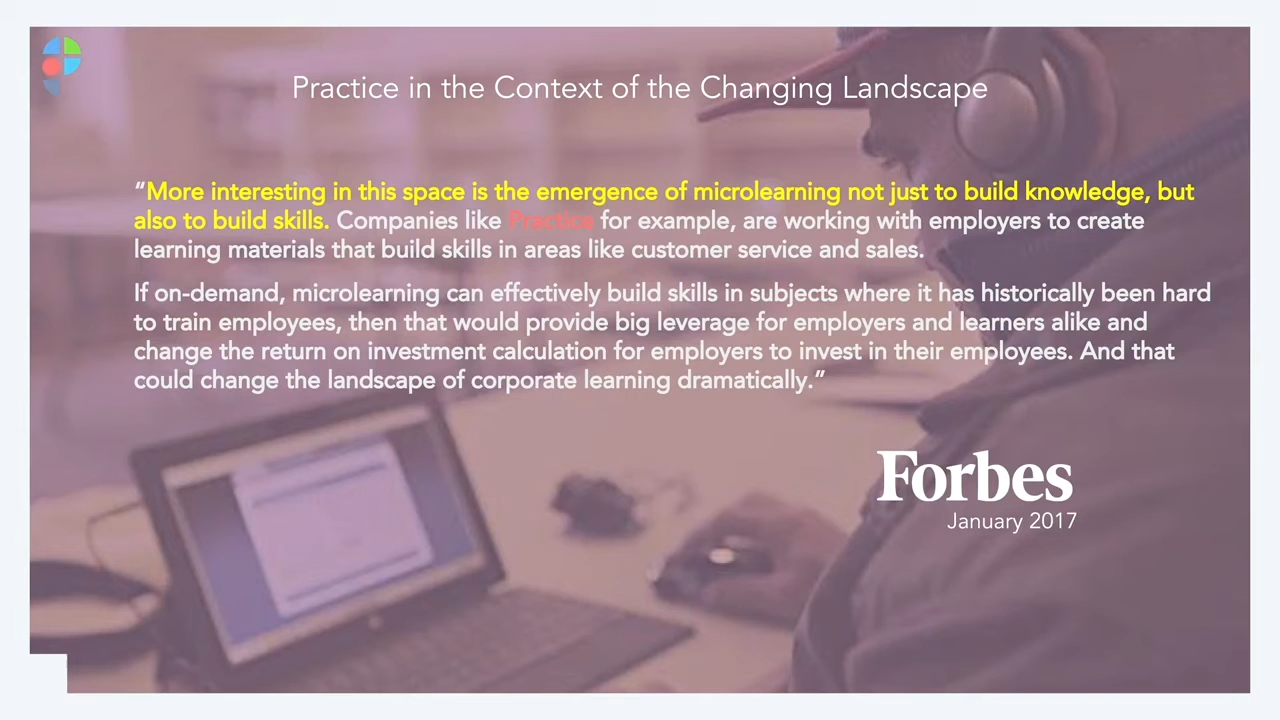 Practice in the Context of the Changing Landscape
“More interesting in this space is the emergence of microlearning not just to build knowledge, but
also to build skills. Companies like Practice for example, are working with employers to create
learning materials that build skills in areas like customer service and sales.
If on-demand, microlearning can effectively build skills in subjects where it has historically been hard
to train employees, then that would provide big leverage for employers and learners alike and
change the return on investment calculation for employers to invest in their employees. And that
could change the landscape of corporate learning dramatically.”
Forbes
January 2017